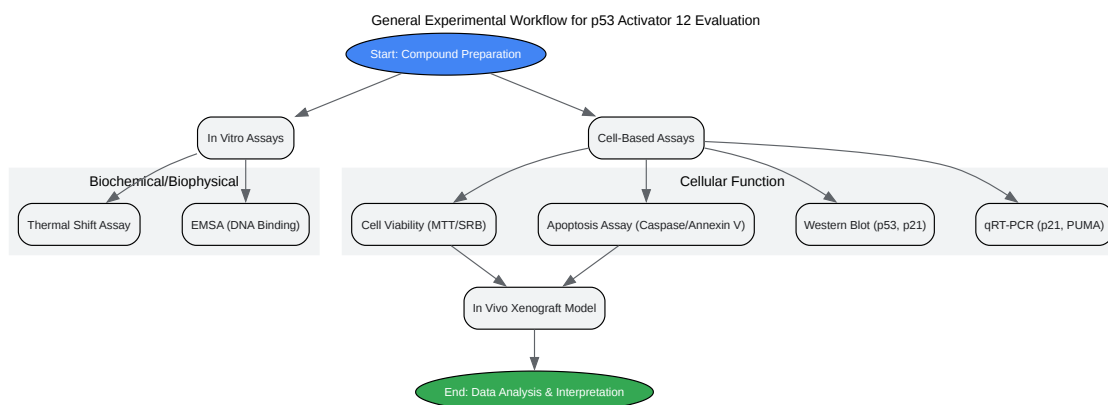 General Experimental Workflow for p53 Activator 12 Evaluation
Start: Compound Preparation
In Vitro Assays
Cell-Based Assays
Biochemical/Biophysical
Cellular Function
Thermal Shift Assay
EMSA (DNA Binding)
Cell Viability (MTT/SRB)
Apoptosis Assay (Caspase/Annexin V)
Western Blot (p53, p21)
qRT-PCR (p21, PUMA)
In Vivo Xenograft Model
End: Data Analysis & Interpretation